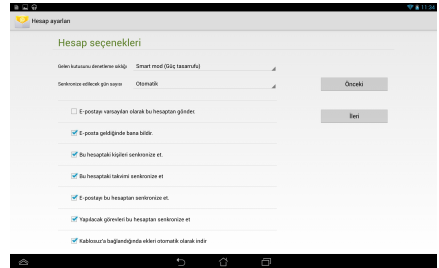 11:34
Hesap ayarları
Hesap seçenekleri
Gelen kutusunu denetleme sıklığı Smart mod (Güç tasarrufu)
Senkronize edilecek gün sayısı Otomatik
Önceki
E-postayı varsayılan olarak bu hesaptan gönder.
İleri
E-posta geldiğinde bana bildir.
Bu hesaptaki kişileri senkronize et.
Bu hesaptaki takvimi senkronize et
E-postayı bu hesaptan senkronize et.
Yapılacak görevleri bu hesaptan senkronize et
Kablosuz'a bağlandığında ekleri otomatik olarak indir